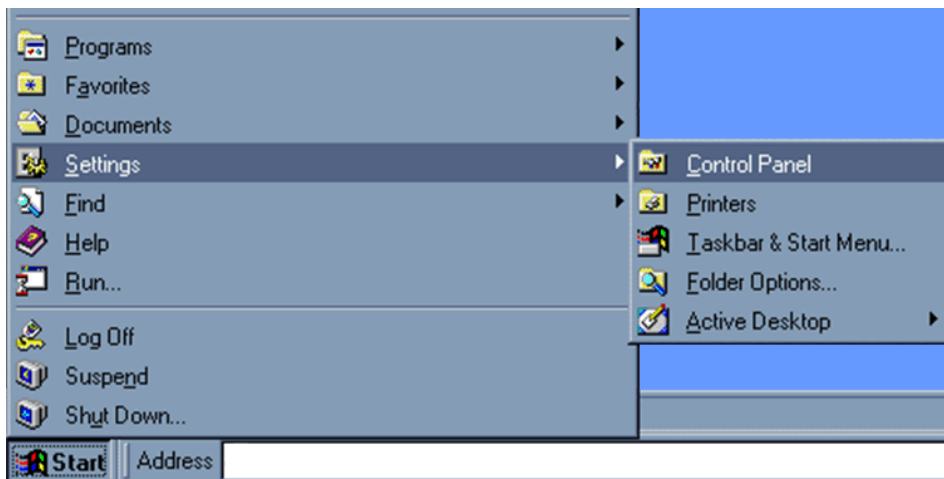 Programs
Favorites
Documents
Settings
Find
Help
Run...
Log Off
Suspend
Shut Down...
Control Panel
Printers
Taskbar & Start Menu...
Folder Options...
Active Desktop
Start
Address